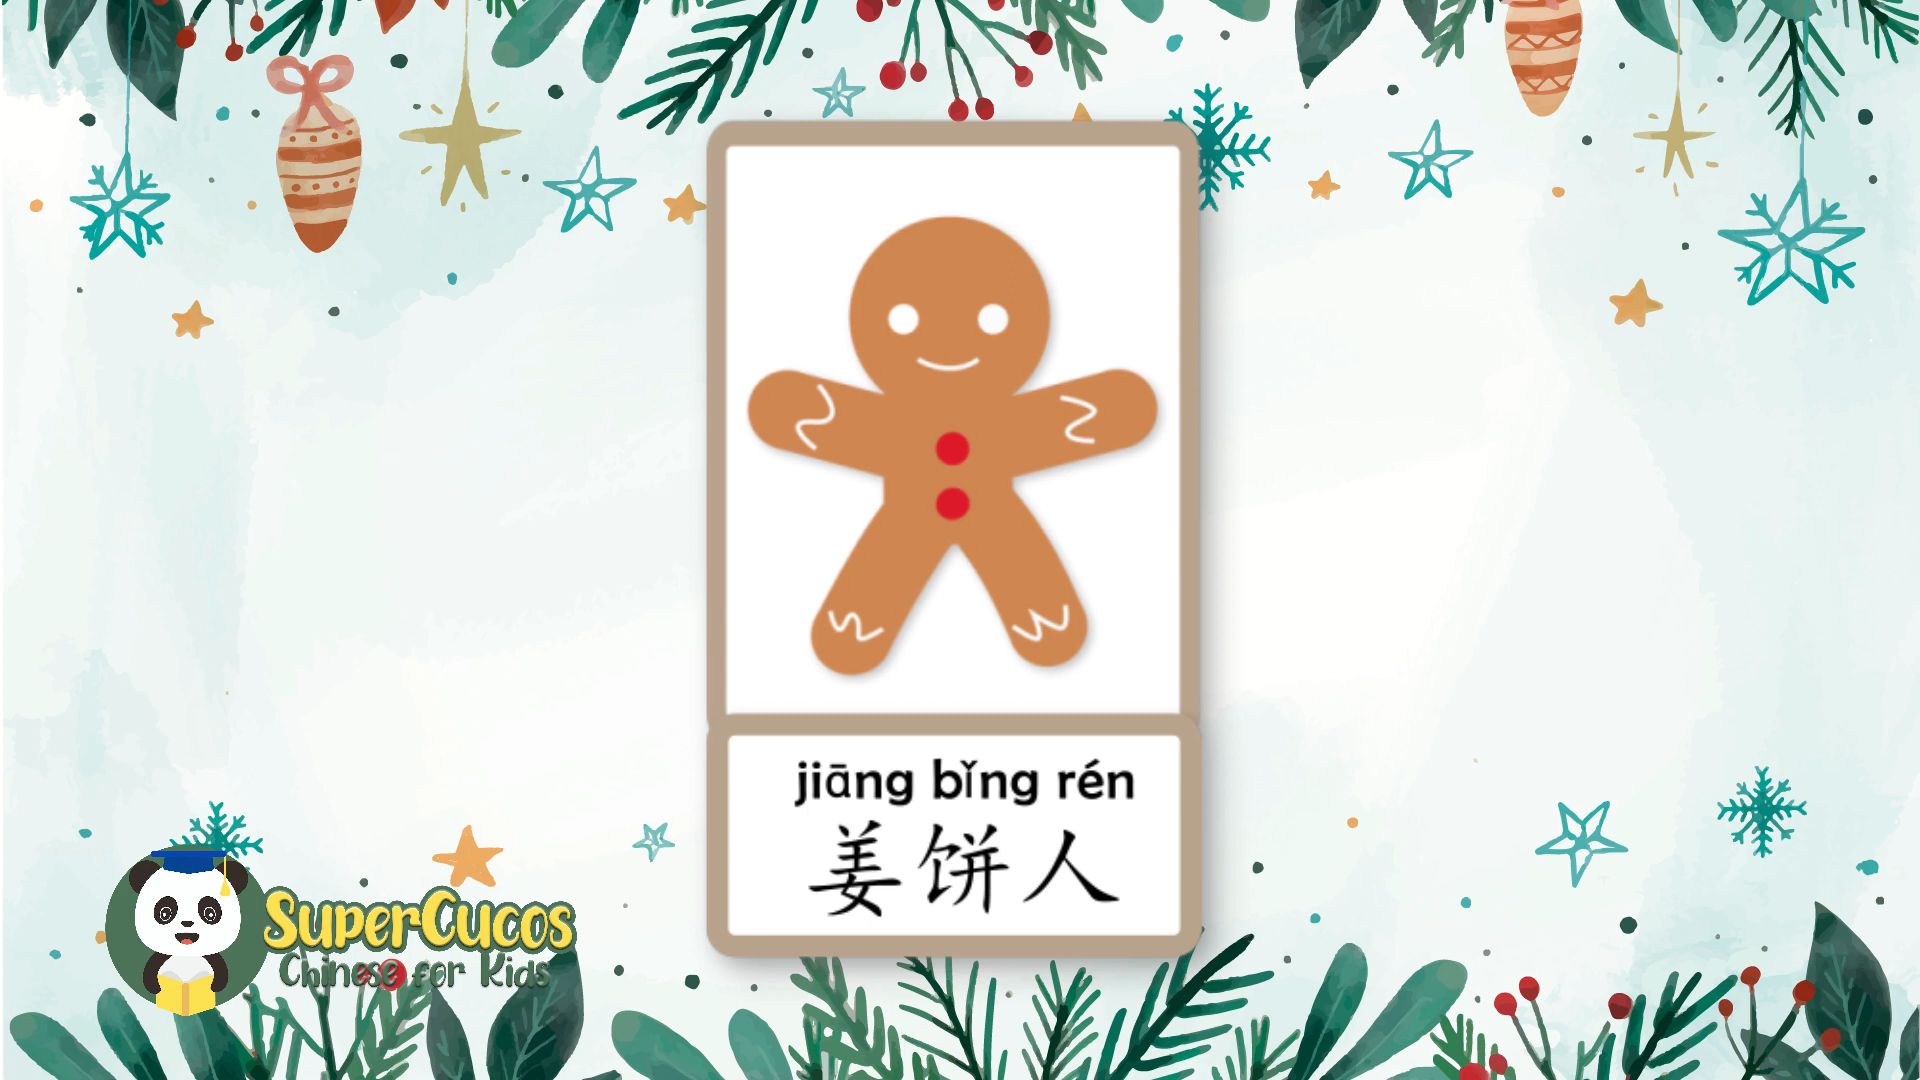 jiāng bǐng rén
姜饼人
SuperCucos
Chinese for Kids